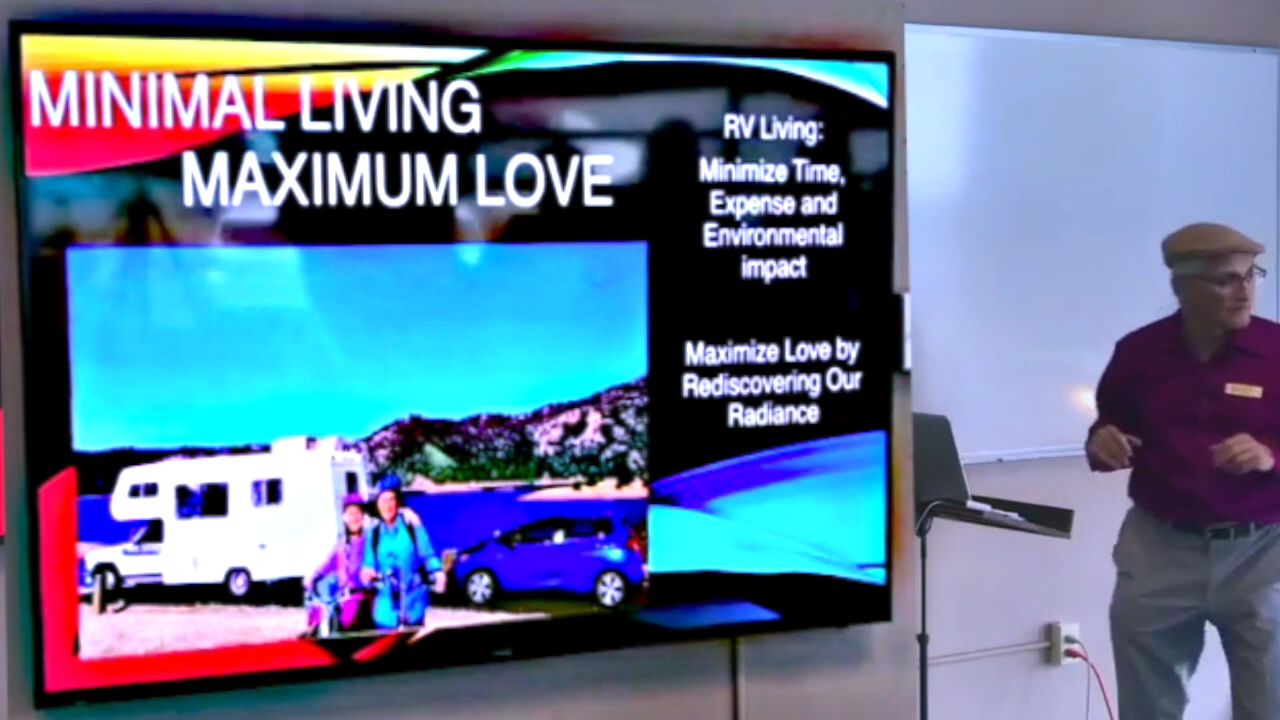 MINIMAL LIVING
MAXIMUM LOVE
RV Living:
Minimize Time,
Expense and
Environmental
impact
Maximize Love by
Rediscovering Our
Radiance